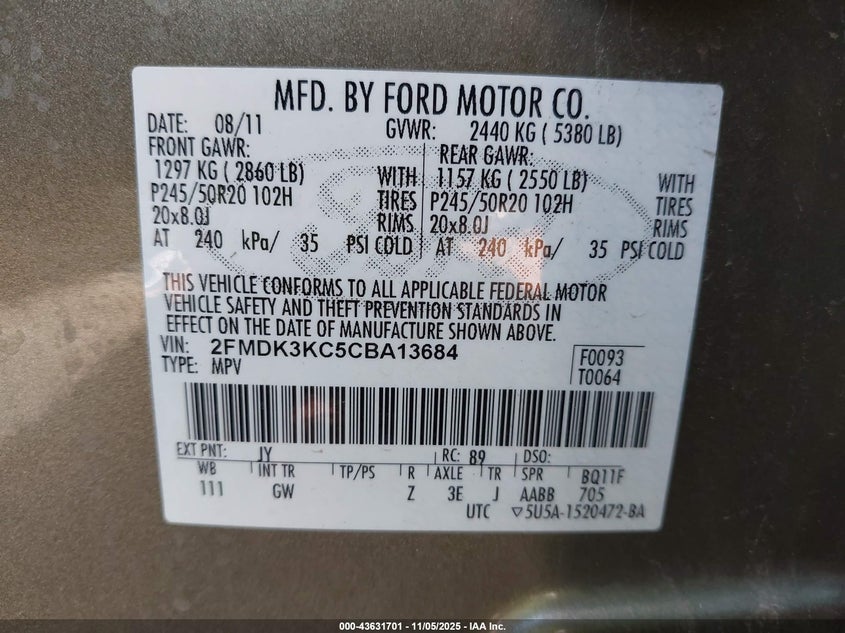 MFD. BY FORD MOTOR CO.
DATE: 08/11 GVWR: 2440 KG ( 5380 LB)
FRONT GAWR: REAR GAWR:
1297 KG ( 2860 LB) WITH 1157 KG ( 2550 LB) WITH
P245/50R20 102H TIRES P245/50R20 102H TIRES
20x8.0J RIMS 20x8.0J RIMS
AT 240 kPa/ 35 PSI COLD AT 240 kPa/ 35 PSI COLD
THIS VEHICLE CONFORMS TO ALL APPLICABLE FEDERAL MOTOR
VEHICLE SAFETY AND THEFT PREVENTION STANDARDS IN
EFFECT ON THE DATE OF MANUFACTURE SHOWN ABOVE.
VIN: 2FMDK3KC5CBA13684 F0093
TYPE: MPV T0064
EXT PNT: JY RC: 89 DSO:
WB INT TR TP/PS R AXLE TR SPR BQ11F
111 GW Z 3E J AABB 705
UTC ▽5U5A-1520472-BA
000-43631701 - 11/05/2025 - IAA Inc.